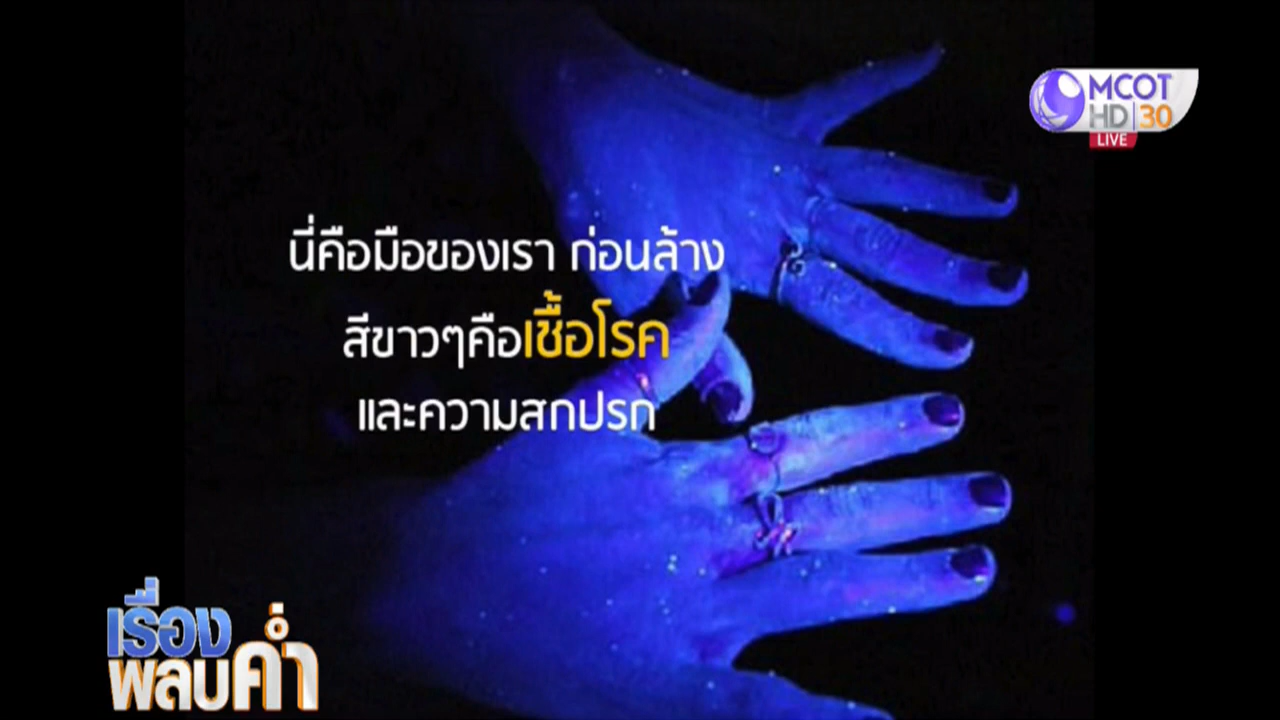 MCOT
HD 30
LIVE
นี่คือมือของเรา ก่อนล้าง
สีขาวๆคือเชื้อโรค
และความสกปรก
เรื่อง
พลบค่ำ